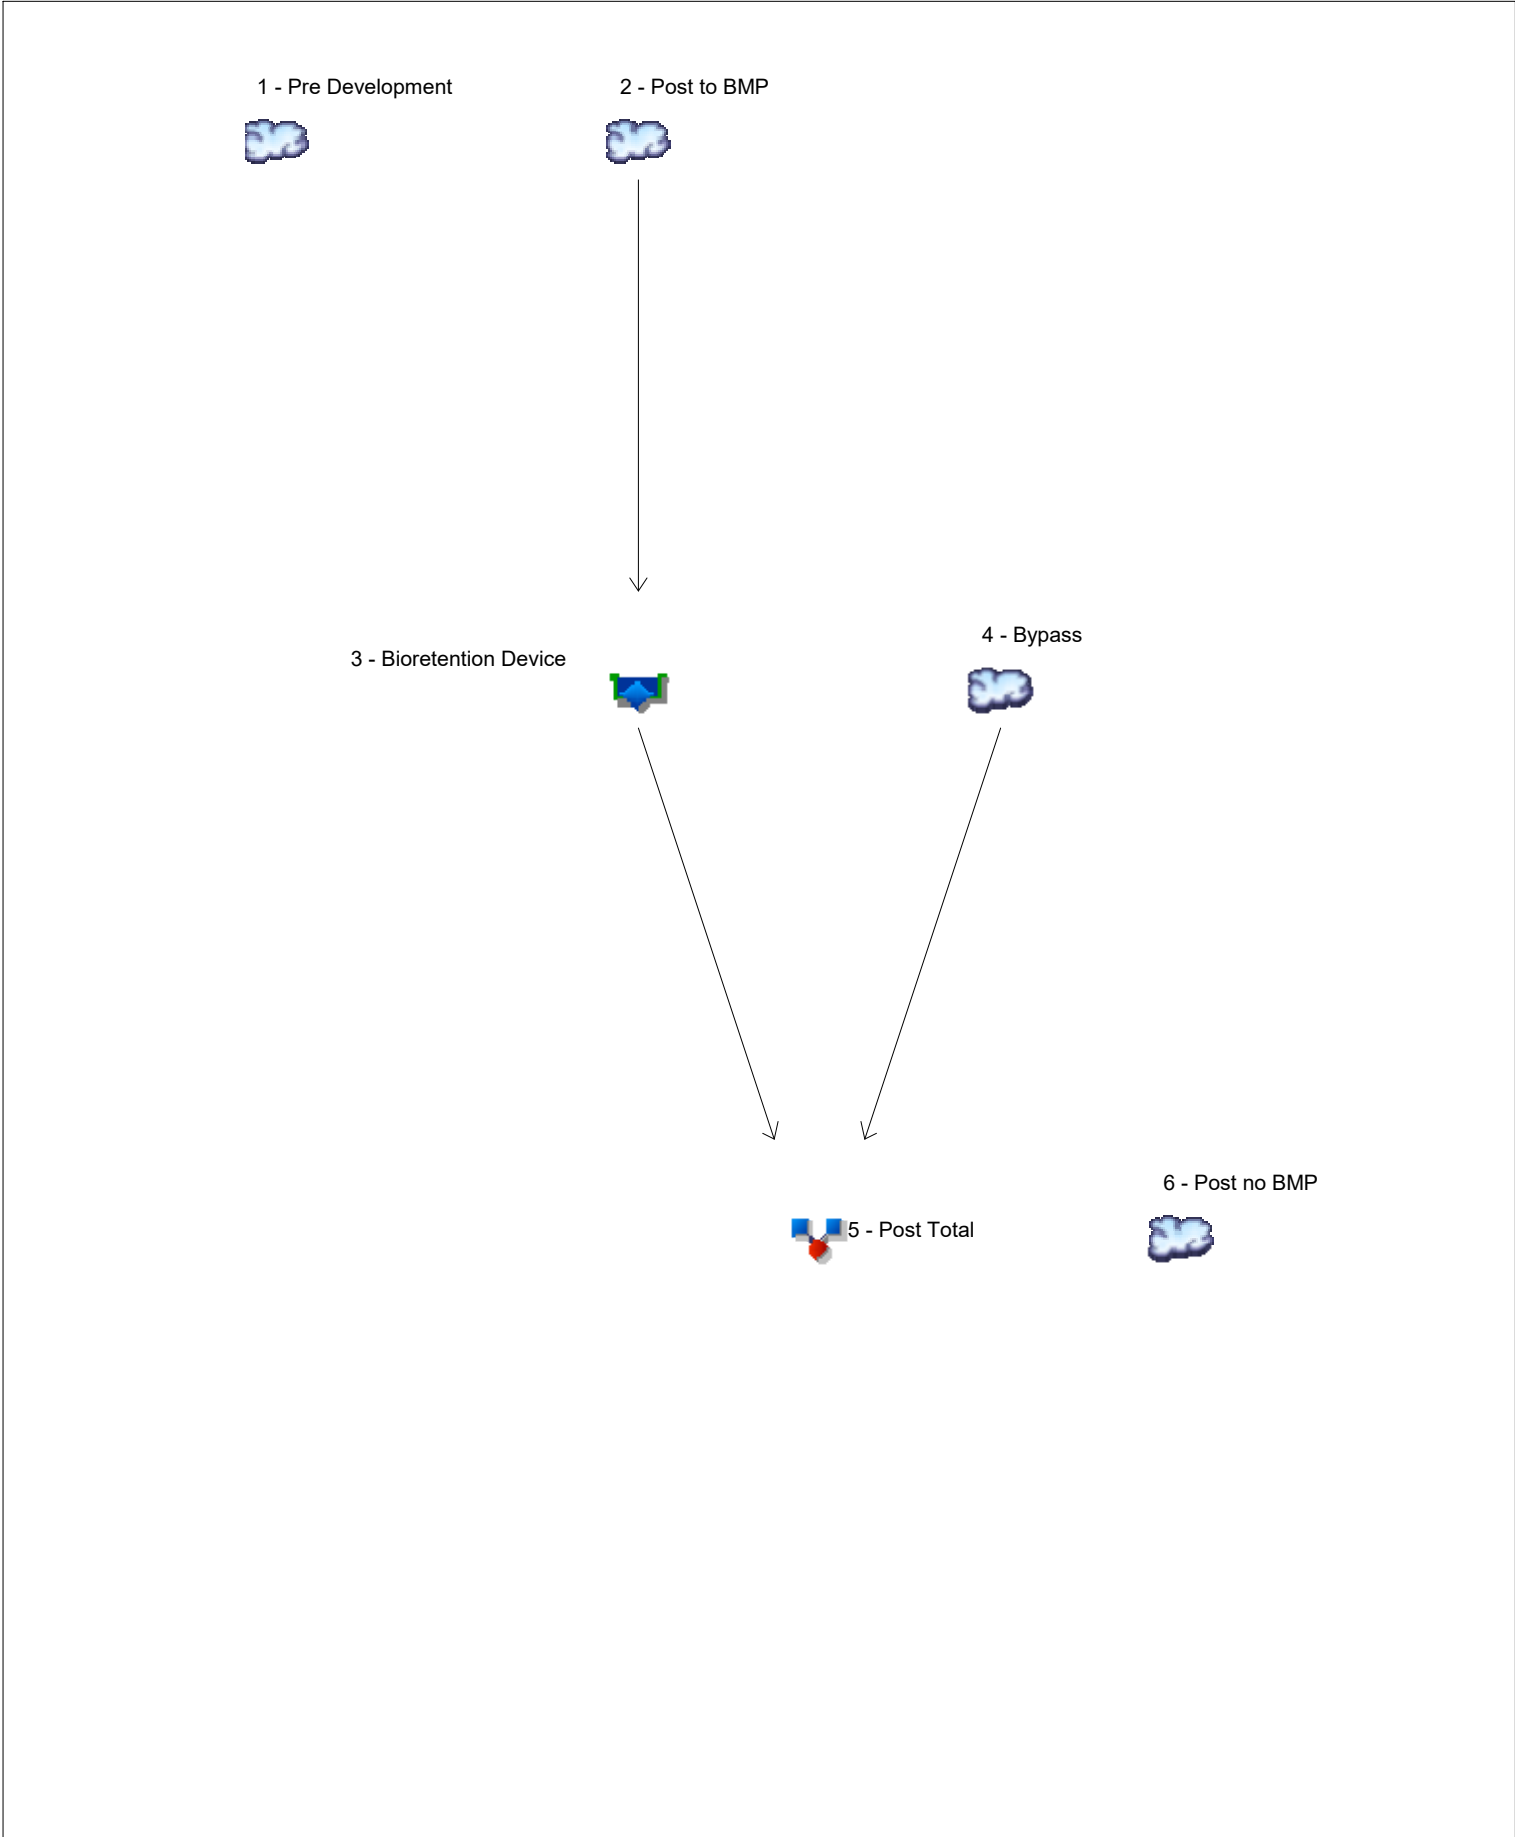 1 - Pre Development
2 - Post to BMP
3 - Bioretention Device
4 - Bypass
5 - Post Total
6 - Post no BMP